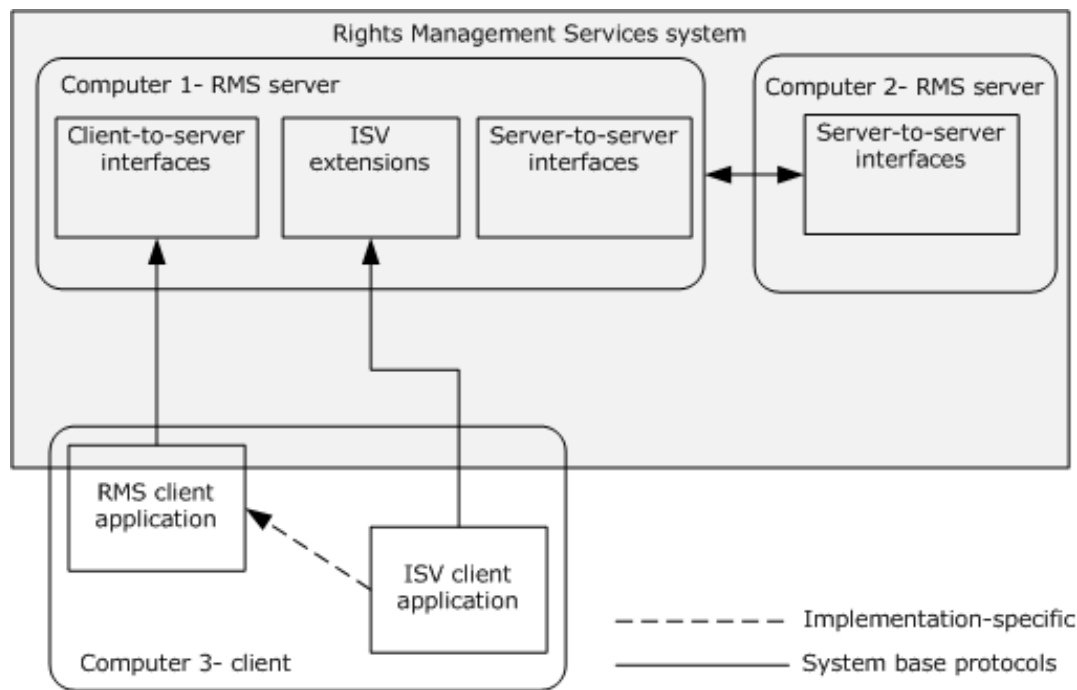 Rights Management Services system
Computer 1- RMS server
Client-to-server
interfaces
ISV
extensions
Server-to-server
interfaces
Computer 2- RMS server
Server-to-server
interfaces
RMS client
application
ISV client
application
Computer 3- client
Implementation-specific
System base protocols